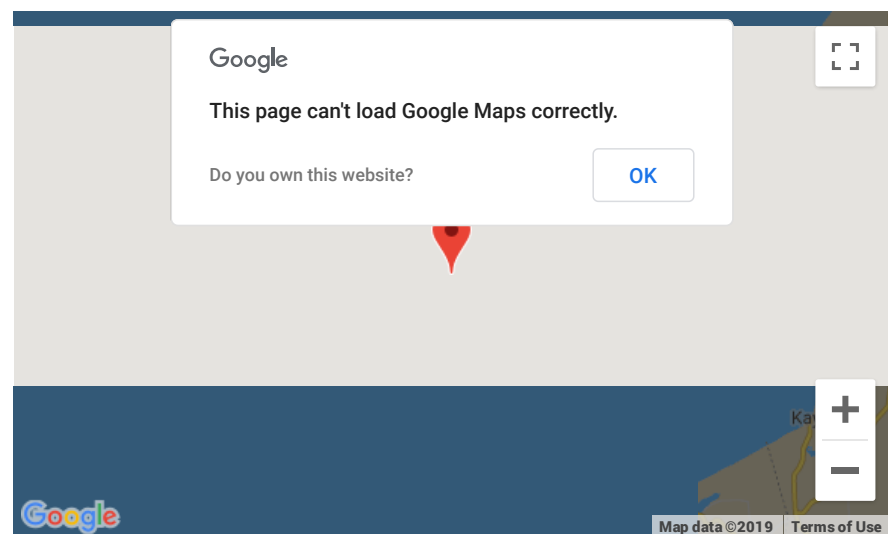 Google
This page can't load Google Maps correctly.
Do you own this website?
OK
Google
Map data ©2019
Terms of Use